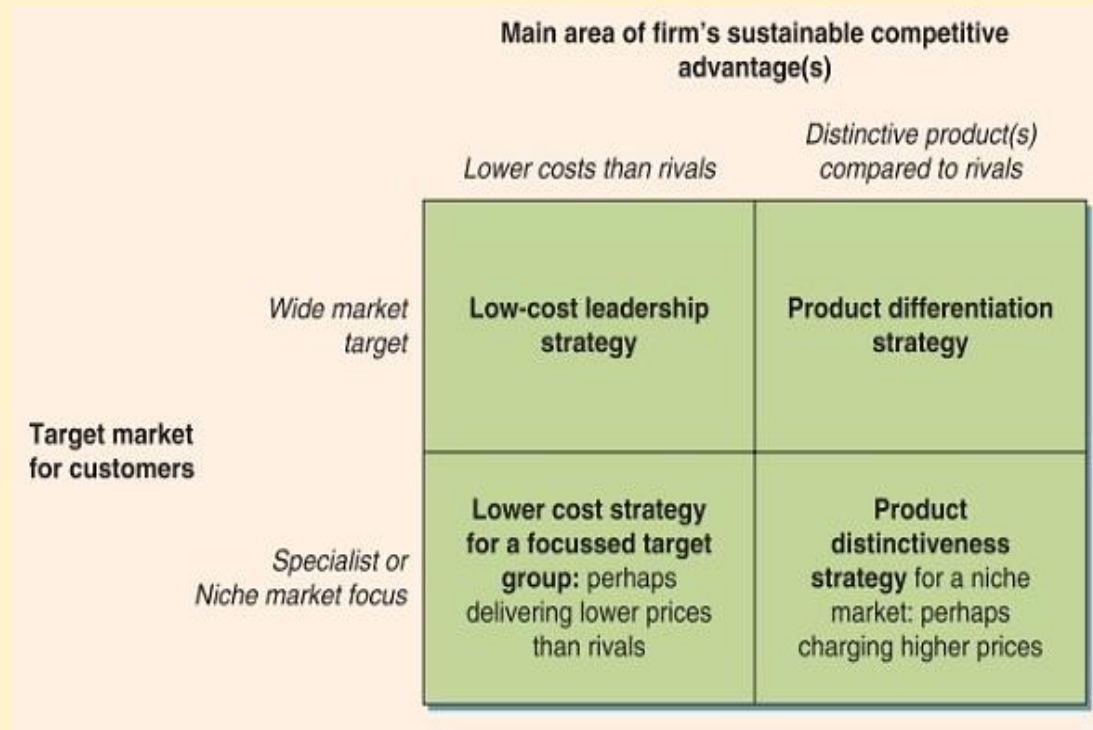 Main area of firm's sustainable competitive
advantage(s)
Lower costs than rivals
Distinctive product(s)
compared to rivals
Wide market
target
Low-cost leadership
strategy
Product differentiation
strategy
Target market
for customers
Specialist or
Niche market focus
Lower cost strategy
for a focussed target
group: perhaps
delivering lower prices
than rivals
Product
distinctiveness
strategy for a niche
market: perhaps
charging higher prices